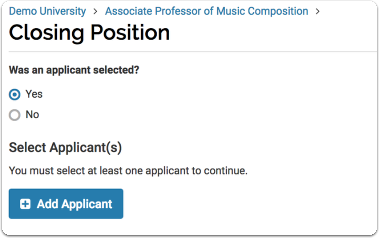 Demo University > Associate Professor of Music Composition >
Closing Position
Was an applicant selected?
Yes
No
Select Applicant(s)
You must select at least one applicant to continue.
Add Applicant